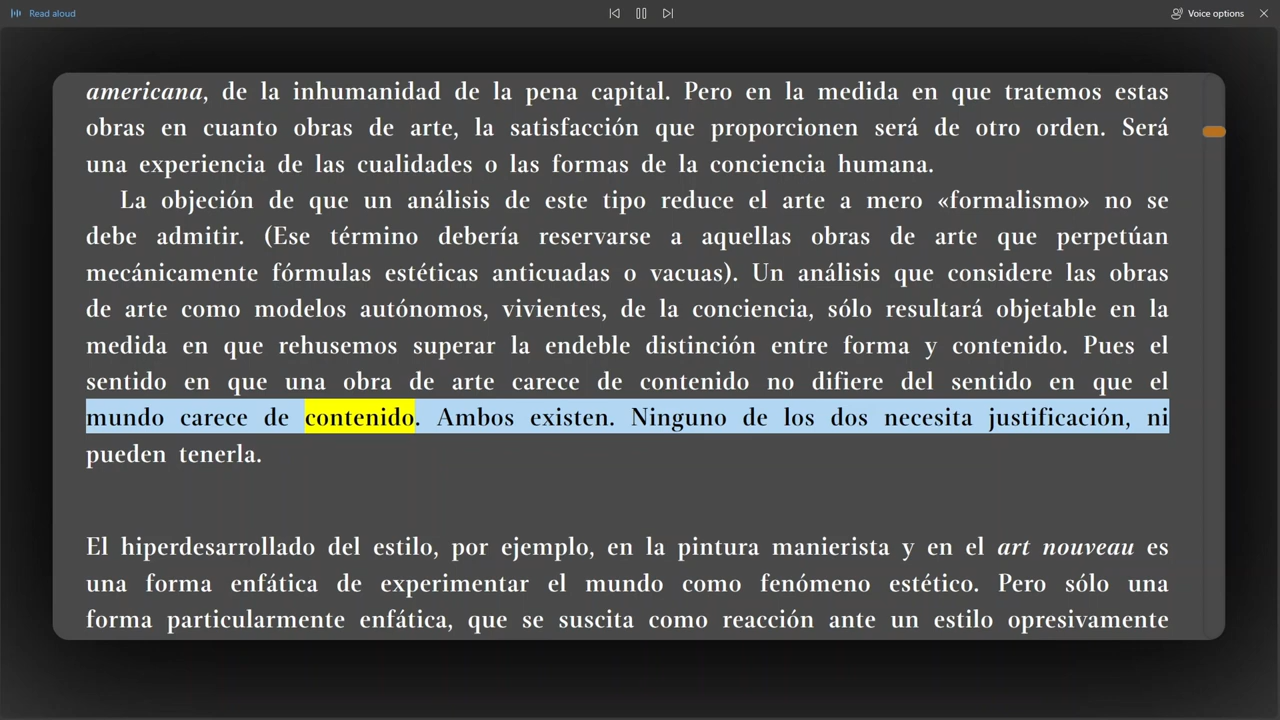 Read aloud
Voice options
americana, de la inhumanidad de la pena capital. Pero en la medida en que tratemos estas
obras en cuanto obras de arte, la satisfacción que proporcionen será de otro orden. Será
una experiencia de las cualidades o las formas de la conciencia humana.
La objeción de que un análisis de este tipo reduce el arte a mero «formalismo» no se
debe admitir. (Ese término debería reservarse a aquellas obras de arte que perpetúan
mecánicamente fórmulas estéticas anticuadas o vacuas). Un análisis que considere las obras
de arte como modelos autónomos, vivientes, de la conciencia, sólo resultará objetable en la
medida en que rehusemos superar la endeble distinción entre forma y contenido. Pues el
sentido en que una obra de arte carece de contenido no difiere del sentido en que el
mundo carece de contenido. Ambos existen. Ninguno de los dos necesita justificación, ni
pueden tenerla.
El hiperdesarrollado del estilo, por ejemplo, en la pintura manierista y en el art nouveau es
una forma enfática de experimentar el mundo como fenómeno estético. Pero sólo una
forma particularmente enfática, que se suscita como reacción ante un estilo opresivamente